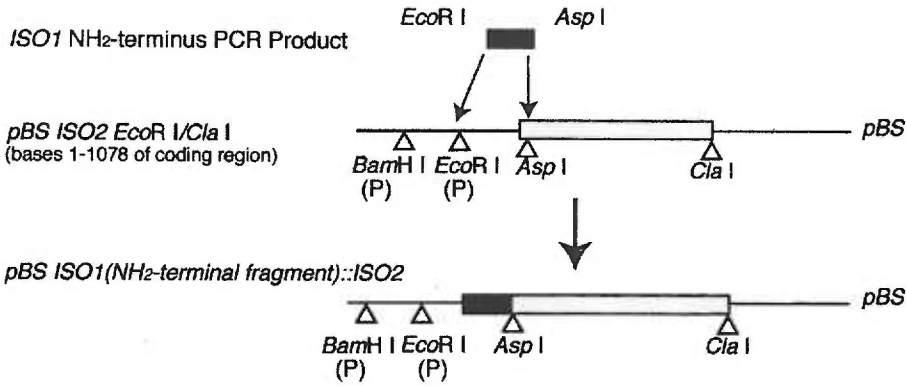 EcoR I Asp I
ISO1 NH2-terminus PCR Product
pBS ISO2 EcoR I/Cla I
pBS
(bases 1-1078 of coding region)
BamH I EcoR I Asp I Cla I
(P) (P)
pBS ISO1(NH2-terminal fragment)::ISO2
pBS
BamH I EcoR I Asp I Cla I
(P) (P)